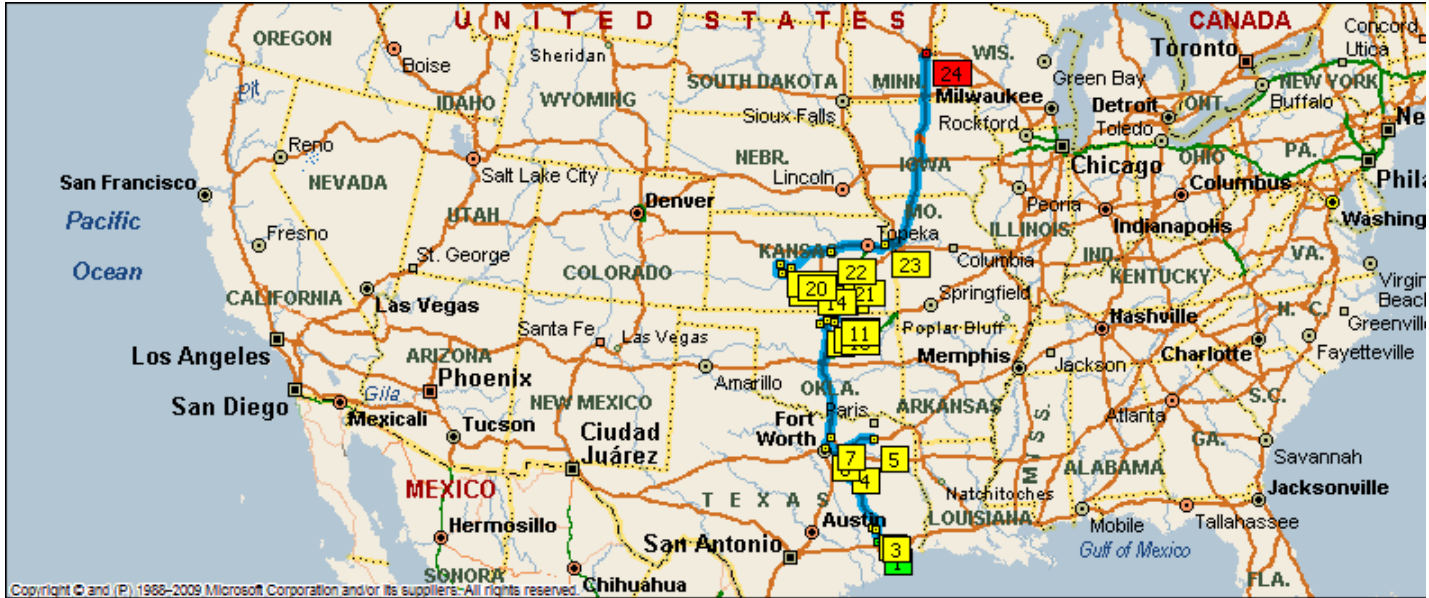 UNITED STATES
CANADA
OREGON
Boise
Sheridan
SOUTH DAKOTA
MINN.
WIS.
Green Bay
Toronto
Concord
Utica
NEW YORK
24
Pit
IDAHO
WYOMING
Sioux Falls
Milwaukee
Rockford
Detroit
ONT.
Toledo
Buffalo
Ne
Reno
NEVADA
Salt Lake City
NEBR.
Lincoln
IOWA
Chicago
OHIO
PA.
Phila
San Francisco
Pacific
Ocean
Fresno
UTAH
Denver
MO.
Peoria
ILLINOIS
Columbus
Indianapolis
IND.
Washing
St. George
COLORADO
KANSAS
Topeka
23
Columbia
KENTUCKY
VA.
Virgin
Beach
CALIFORNIA
Las Vegas
22
20
21
14
Springfield
N. C.
Greenville
Los Angeles
ARIZONA
Santa Fe
Las Vegas
11
Poplar Bluff
Nashville
Charlotte
Fayetteville
San Diego
Phoenix
Gila
Mexicali
Tucson
NEW MEXICO
Amarillo
OKLA.
Memphis
Jackson
ARKANSAS
Atlanta
S.C.
Ciudad
Juárez
Fort
Worth
Paris
MISS.
GA.
Savannah
7
5
4
ALABAMA
MEXICO
Hermosillo
TEXAS
Natchitoches
LOUISIANA
Jacksonville
Austin
Mobile
Tallahassee
San Antonio
3
1
Gulf of Mexico
SONORA
Chihuahua
FLA.
Copyright © and (P) 1988–2009 Microsoft Corporation and/or its suppliers. All rights reserved.